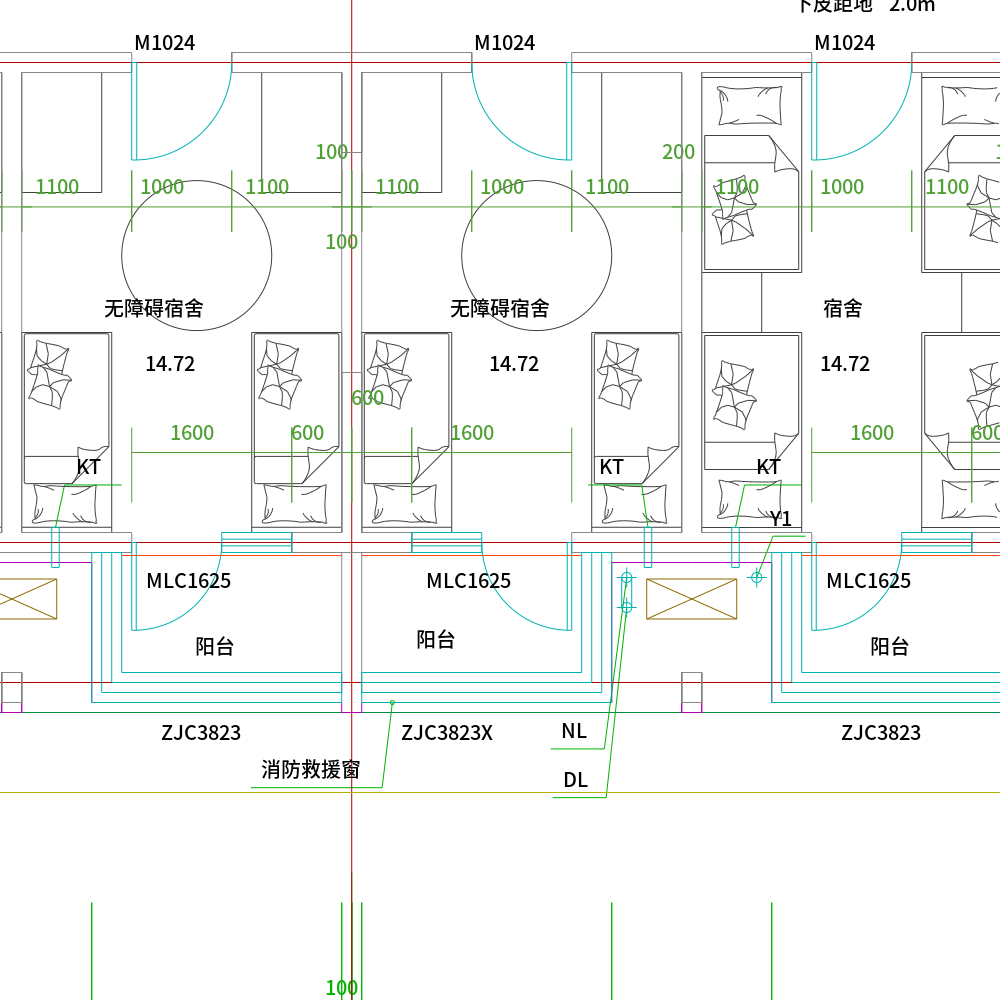 下皮距地 2.0m
M1024 M1024 M1024
100 200
1100 1000 1100 1100 1000 1100 1100 1000 1100
100
无障碍宿舍 无障碍宿舍 宿舍
14.72 14.72 14.72
600
1600 600 1600 1600 600
KT KT KT
Y1
MLC1625 MLC1625 MLC1625
阳台 阳台 阳台
ZJC3823 ZJC3823X NL ZJC3823
消防救援窗 DL
100